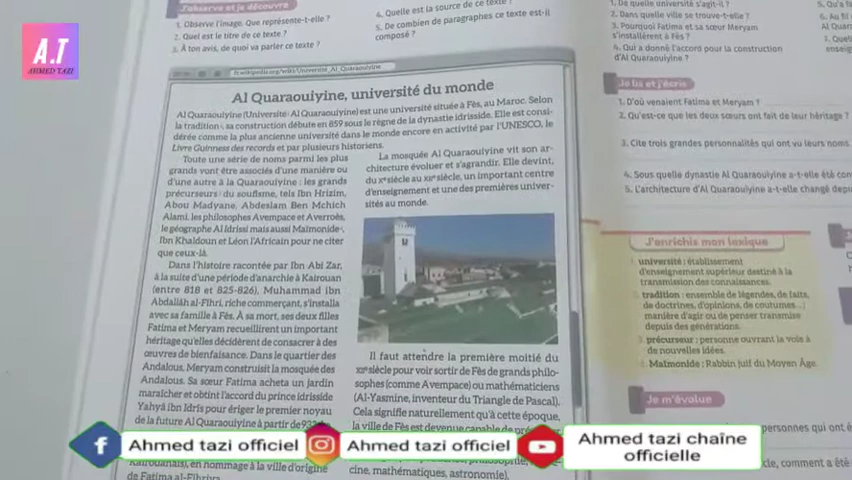 A.T
AHMED TAZI
J'observe et je découvre
1. Observe l'image. Que représente-t-elle ?
2. Quel est le titre de ce texte ?
3. À ton avis, de quoi va parler ce texte ?
4. Quelle est la source de ce texte ?
5. De combien de paragraphes ce texte est-il
composé ?
Al Quaraouiyine, université du monde
Al Quaraouiyine (Université Al Quaraouiyine) est une université située à Fès, au Maroc. Selon
la tradition, sa construction débute en 859 sous le règne de la dynastie idrisside. Elle est consi-
dérée comme la plus ancienne université dans le monde encore en activité par l'UNESCO, le
Livre Guinness des records et par plusieurs historiens.
Toute une série de noms parmi les plus
grands vont être associés d'une manière ou
d'une autre à la Quaraouiyine : les grands
précurseurs du soufisme, tels Ibn Hrizim,
Abou Madyane, Abdeslam Ben Mchich
Alami, les philosophes Avempace et Averroès,
le géographe Al Idrissi mais aussi Maïmonide,
Ibn Khaldoun et Léon l'Africain pour ne citer
que ceux-là.
Dans l'histoire racontée par Ibn Abi Zar,
à la suite d'une période d'anarchie à Kairouan
(entre 818 et 825-826), Muhammad ibn
Abdallâh al-Fihri, riche commerçant, s'installa
avec sa famille à Fès. À sa mort, ses deux filles
Fatima et Meryam recueillirent un important
héritage qu'elles décidèrent de consacrer à des
œuvres de bienfaisance. Dans le quartier des
Andalous, Meryam construisit la mosquée des
Andalous. Sa sœur Fatima acheta un jardin
maraîcher et obtint l'accord du prince idrisside
Yahyâ ibn Idris pour ériger le premier noyau
de la future Al Quaraouiyine à partir de
Kairouanais), en hommage à la ville d'origine
de Fatima al-Fihriya.
La mosquée Al Quaraouiyine vit son ar-
chitecture évoluer et s'agrandir. Elle devint,
du Xe siècle au XIIe siècle, un important centre
d'enseignement et une des premières univer-
sités au monde.
Il faut attendre la première moitié du
XIIe siècle pour voir sortir de Fès de grands philo-
sophes (comme Avempace) ou mathématiciens
(Al-Yasmine, inventeur du Triangle de Pascal).
Cela signifie naturellement qu'à cette époque,
la ville de Fès est devenue capable de
cine, mathématiques, astronomie),
1. De quelle université s'agit-il ?
2. Dans quelle ville se trouve-t-elle ?
3. Pourquoi Fatima et sa sœur Meryam
s'installèrent à Fès ?
4. Qui a donné l'accord pour la construction
d'Al Quaraouiyine ?
Je lis et j'écris
1. D'où venaient Fatima et Meryam ?
2. Qu'est-ce que les deux sœurs ont fait de leur héritage ?
3. Cite trois grandes personnalités qui ont vu leurs noms
4. Sous quelle dynastie Al Quaraouiyine a-t-elle été
5. L'architecture d'Al Quaraouiyine a-t-elle changé
J'enrichis mon lexique
1. université : établissement
d'enseignement supérieur destiné à la
transmission des connaissances.
2. tradition : ensemble de légendes, de faits,
de doctrines, d'opinions, de coutumes... ;
manière d'agir ou de penser transmise
depuis des générations.
3. précurseur : personne ouvrant la voie à
de nouvelles idées.
4. Maïmonide : Rabbin juif du Moyen Âge.
Je m'évalue
Ahmed tazi officiel
Ahmed tazi officiel
Ahmed tazi chaîne
officielle